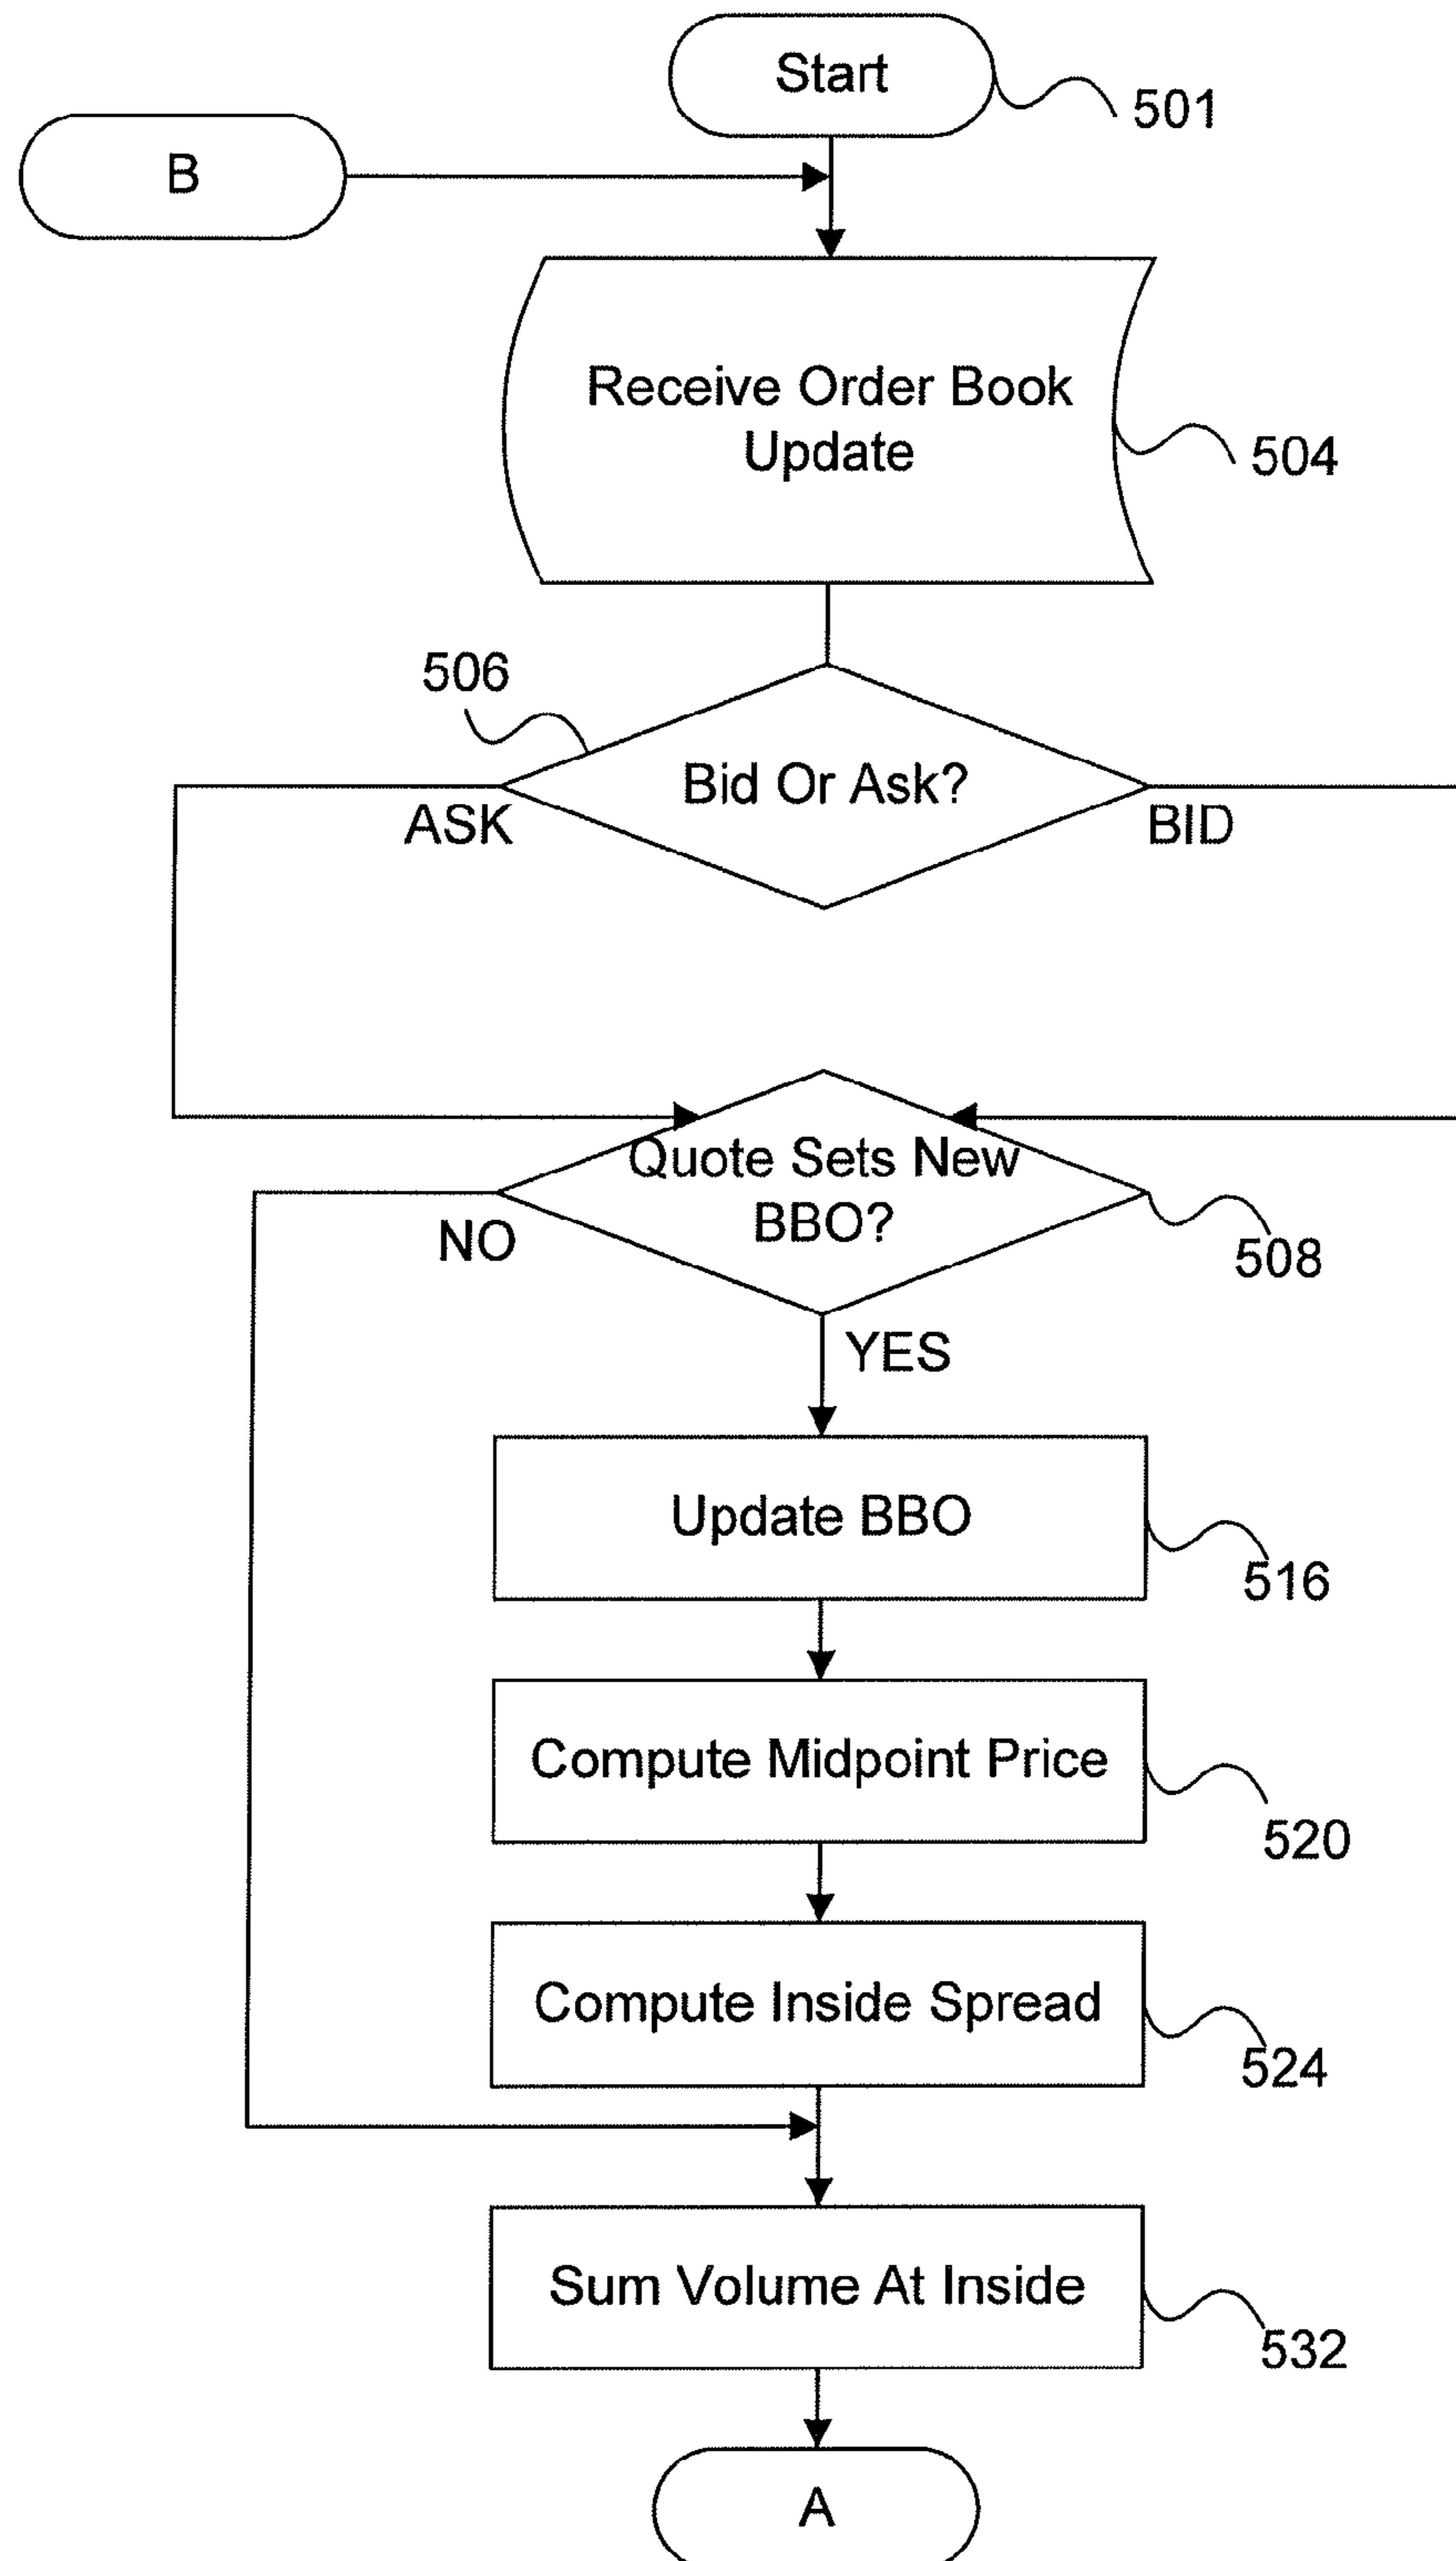 Start
501
B
Receive Order Book
Update
504
506
Bid Or Ask?
ASK
BID
Quote Sets New
BBO?
NO
508
YES
Update BBO
516
Compute Midpoint Price
520
Compute Inside Spread
524
Sum Volume At Inside
532
A